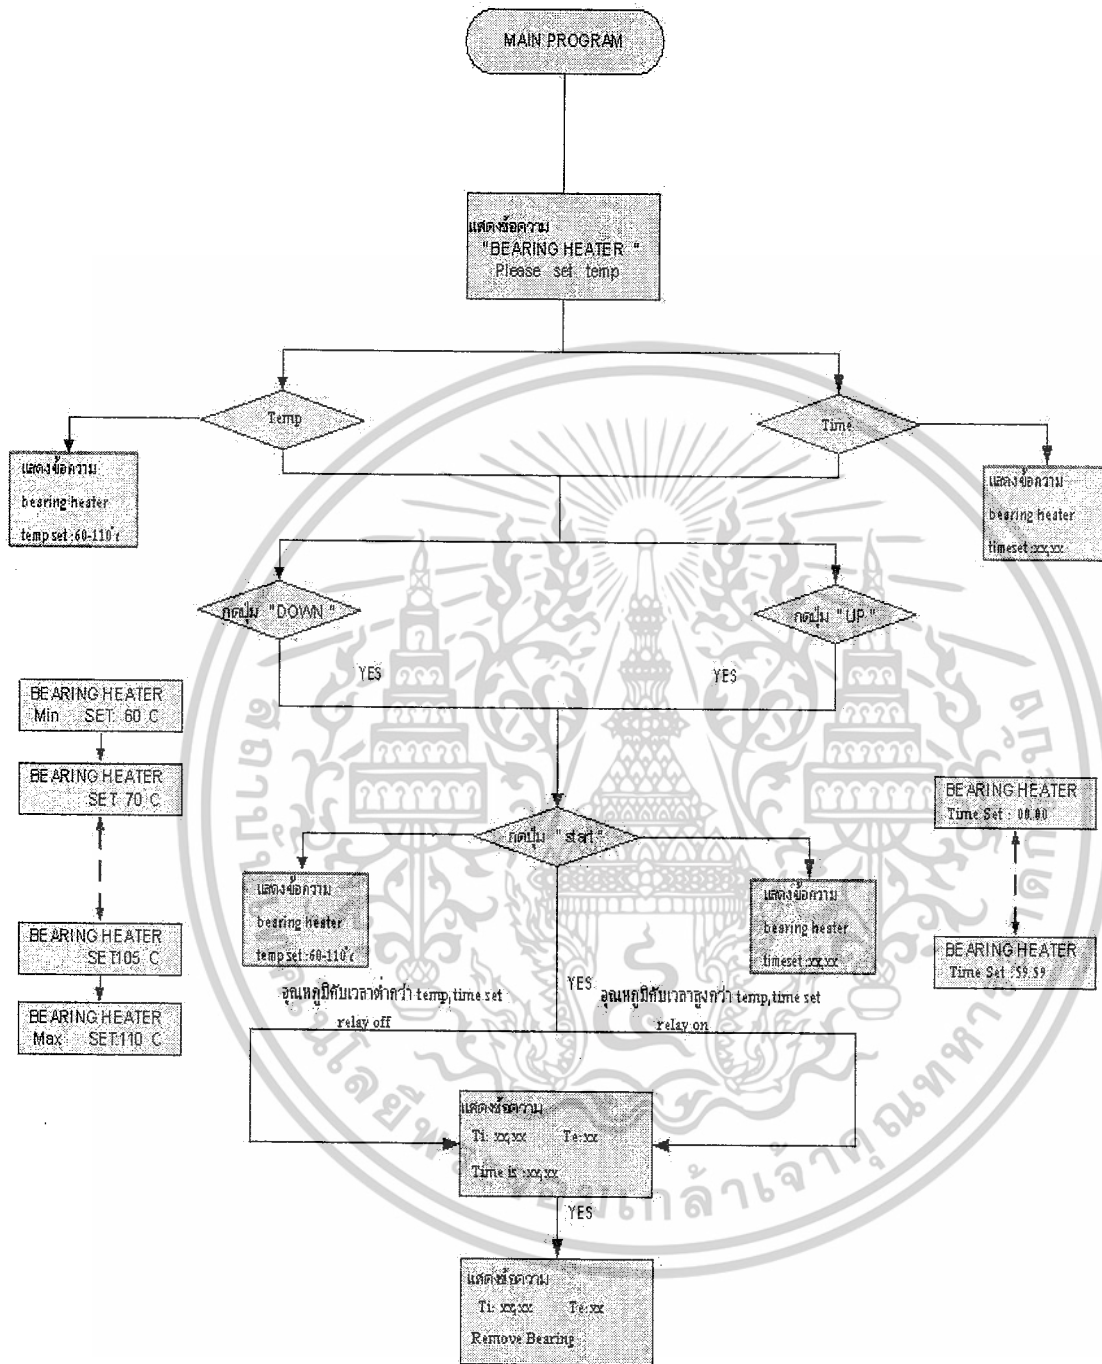 MAIN PROGRAM
แสดงข้อความ
"BEARING HEATER "
Please set temp
Temp
Time
แสดงข้อความ
bearing heater
temp set :60-110°c
แสดงข้อความ
bearing heater
timeset :xx,xx
กดปุ่ม "DOWN "
กดปุ่ม "UP "
YES
YES
BEARING HEATER
Min SET: 60 C
BEARING HEATER
SET: 70 C
BEARING HEATER
SET:105 C
BEARING HEATER
Max SET:110 C
กดปุ่ม "start"
BEARING HEATER
Time Set : 00.00
BEARING HEATER
Time Set :59.59
แสดงข้อความ
bearing heater
temp set :60-110°c
แสดงข้อความ
bearing heater
timeset :xx,xx
YES
อุณหภูมิกับเวลาต่ำกว่า temp,time set
relay off
อุณหภูมิกับเวลาสูงกว่า temp,time set
relay on
แสดงข้อความ
Ti: xx,xx Te:xx
Time is :xx,xx
YES
แสดงข้อความ
Ti: xx,xx Te:xx
Remove Bearing